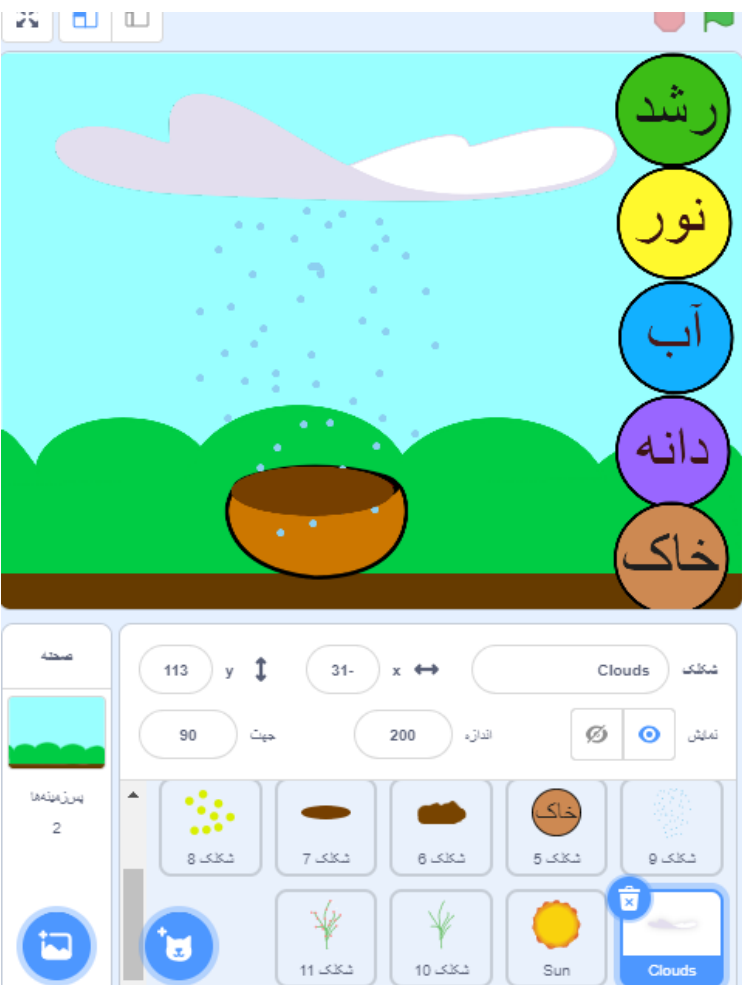 رشد
نور
آب
دانه
خاک
شکلک Clouds x -31 y 113
نمایش اندازه 200 جهت 90
صحنه
پس‌زمینه‌ها
2
شکلک 9
شکلک 5
خاک
شکلک 6
شکلک 7
شکلک 8
Clouds
Sun
شکلک 10
شکلک 11